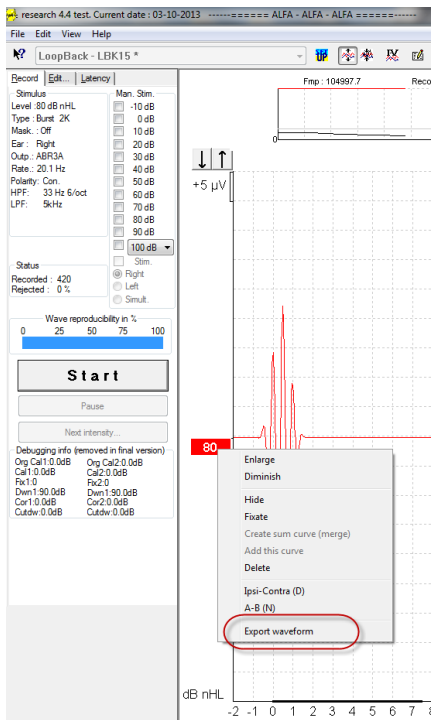 research 4.4 test. Current date : 03-10-2013 ------====== ALFA - ALFA - ALFA ======------
File Edit View Help
LoopBack - LBK15 *
Record Edit... Latency
Stimulus
Level :80 dB nHL
Type : Burst 2K
Mask. : Off
Ear : Right
Outp.: ABR3A
Rate.: 20.1 Hz
Polarity: Con.
HPF: 33 Hz 6/oct
LPF: 5kHz
Man. Stim.
-10 dB
0 dB
10 dB
20 dB
30 dB
40 dB
50 dB
60 dB
70 dB
80 dB
90 dB
100 dB
Stim.
Right
Left
Simult.
Status
Recorded : 420
Rejected : 0 %
Wave reproducibility in %
0 25 50 75 100
Start
Pause
Next intensity...
Debugging info (removed in final version)
Org Cal1:0.0dB Org Cal2:0.0dB
Cal1:0.0dB Cal2:0.0dB
Fix1:0 Fix2:0
Dwn1:90.0dB Dwn1:90.0dB
Cor1:0.0dB Cor2:0.0dB
Cutdw:0.0dB Cutdw:0.0dB
UP
Fmp : 104997.7 Reco
0
+5 µV
80
Enlarge
Diminish
Hide
Fixate
Create sum curve (merge)
Add this curve
Delete
Ipsi-Contra (D)
A-B (N)
Export waveform
dB nHL
-2 -1 0 1 2 3 4 5 6 7 8